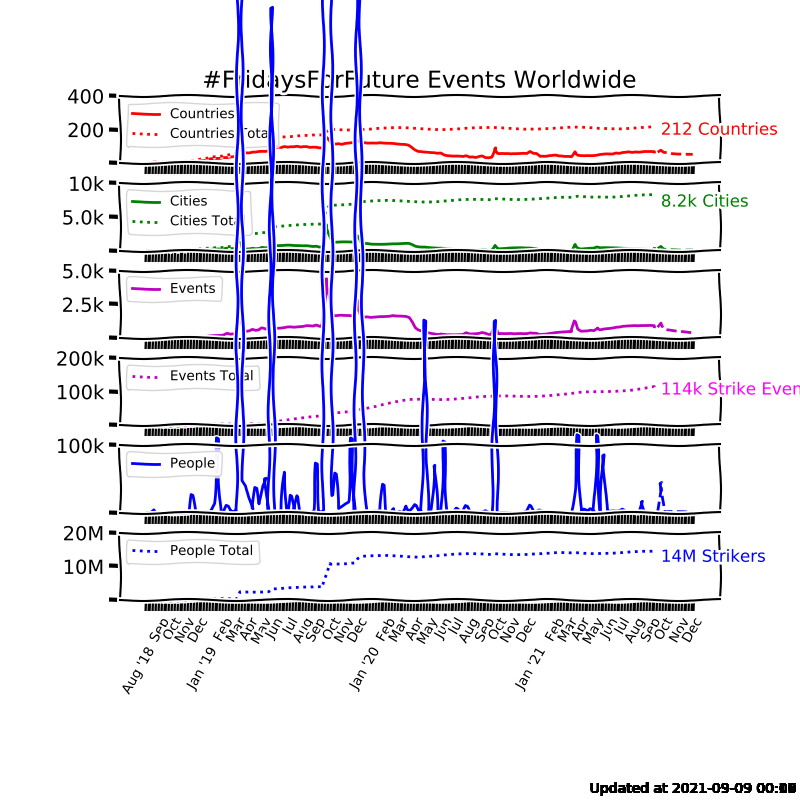 #FridaysForFuture Events Worldwide
400
200
Countries
Countries Total
212 Countries
10k
5.0k
Cities
Cities Total
8.2k Cities
5.0k
2.5k
Events
200k
100k
Events Total
114k Strike Even
100k
People
20M
10M
People Total
14M Strikers
Aug '18
Sep
Oct
Nov
Dec
Jan '19
Feb
Mar
Apr
May
Jun
Jul
Aug
Sep
Oct
Nov
Dec
Jan '20
Feb
Mar
Apr
May
Jun
Jul
Aug
Sep
Oct
Nov
Dec
Jan '21
Feb
Mar
Apr
May
Jun
Jul
Aug
Sep
Oct
Nov
Dec
Updated at 2021-09-09